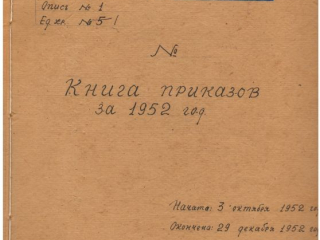 Опись № 1
Ед. хр. № 5
№
Книга приказов
за 1952 год.
Начата: 3 октября 1952 г
Окончена: 29 декабря 1952